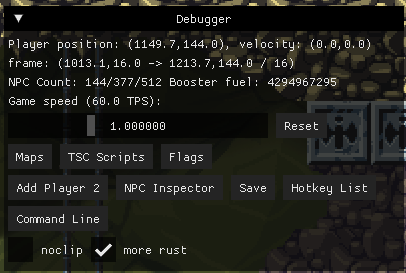 Debugger
Player position: (1149.7,144.0), velocity: (0.0,0.0)
frame: (1013.1,16.0 -> 1213.7,144.0 / 16)
NPC Count: 144/377/512 Booster fuel: 4294967295
Game speed (60.0 TPS):
1.000000 Reset
Maps TSC Scripts Flags
Add Player 2 NPC Inspector Save Hotkey List
Command Line
noclip more rust